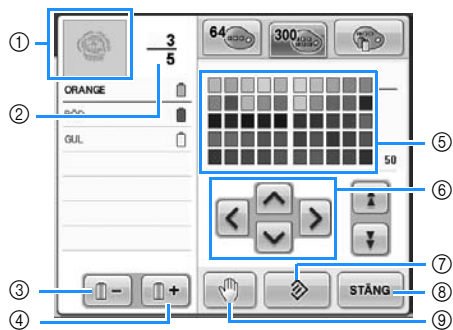 ① ② ③ ④ ⑤ ⑥ ⑦ ⑧ ⑨
3
5
64
300
ORANGE
RÖD
GUL
50
− +
STÄNG